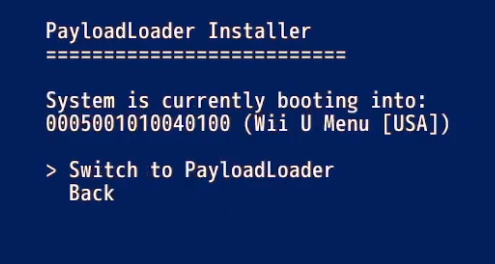 PayloadLoader Installer
==========================
System is currently booting into:
0005001010040100 (Wii U Menu [USA])
> Switch to PayloadLoader
Back